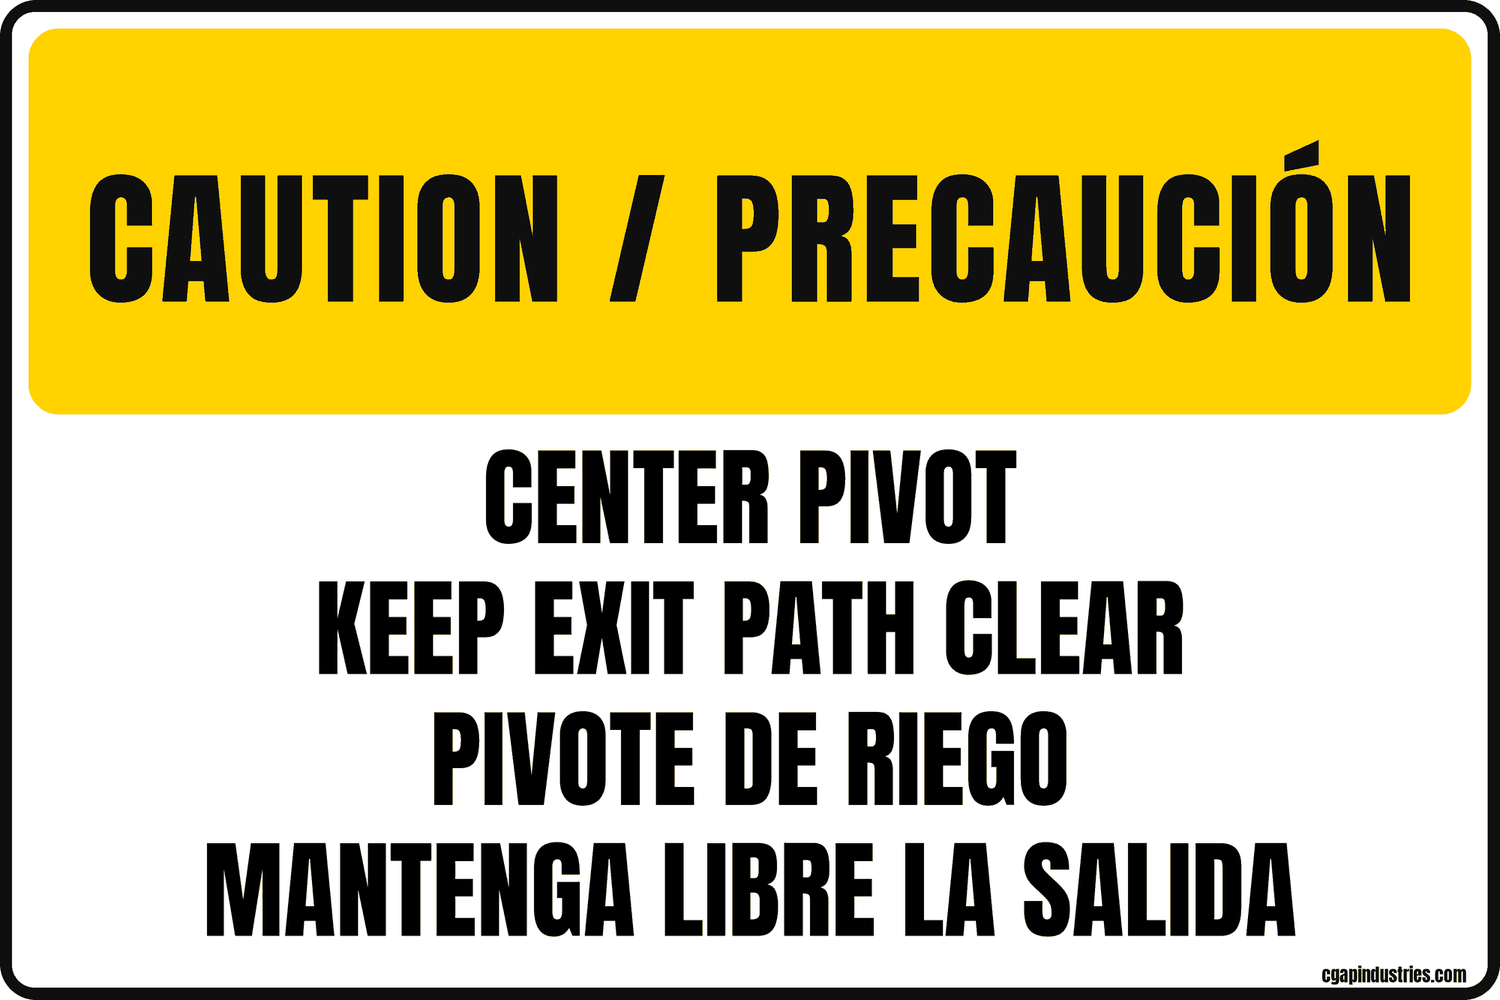 CAUTION / PRECAUCIÓN
CENTER PIVOT
KEEP EXIT PATH CLEAR
PIVOTE DE RIEGO
MANTENGA LIBRE LA SALIDA
cgapindustries.com